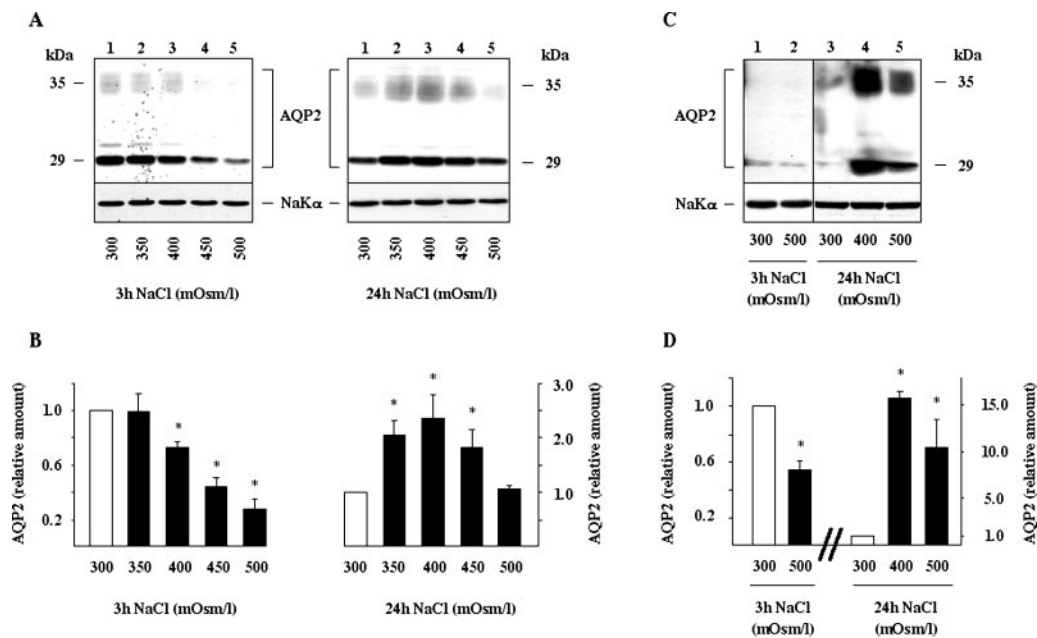 A
C
kDa 1 2 3 4 5 1 2 3 4 5 kDa
kDa 1 2 3 4 5 kDa
35 – – 35
35
AQP2
AQP2
29 – – 29
29
– NaKα –
NaKα –
300 350 400 450 500 300 350 400 450 500
300 500 300 400 500
3h NaCl (mOsm/l) 24h NaCl (mOsm/l)
3h NaCl 24h NaCl
(mOsm/l) (mOsm/l)
B
D
AQP2 (relative amount)
1.0
0.6
0.2
* * *
300 350 400 450 500
3h NaCl (mOsm/l)
* * *
3.0
2.0
1.0
AQP2 (relative amount)
300 350 400 450 500
24h NaCl (mOsm/l)
AQP2 (relative amount)
1.0
0.6
0.2
*
* *
15.0
10.0
5.0
1.0
AQP2 (relative amount)
300 500 300 400 500
3h NaCl 24h NaCl
(mOsm/l) (mOsm/l)